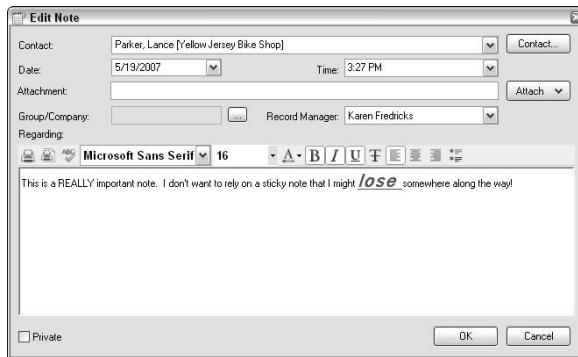 Edit Note
Contact: Parker, Lance [Yellow Jersey Bike Shop] Contact...
Date: 5/19/2007 Time: 3:27 PM
Attachment: Attach
Group/Company: ... Record Manager: Karen Fredricks
Regarding:
ABC Microsoft Sans Serif 16 A B I U T
This is a REALLY important note. I don't want to rely on a sticky note that I might lose somewhere along the way!
Private OK Cancel